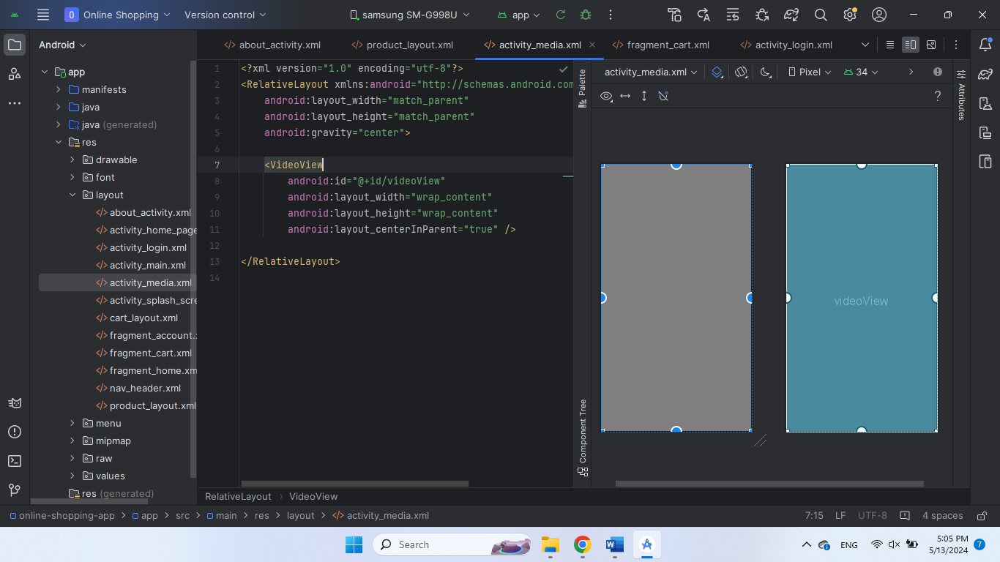 O Online Shopping Version control samsung SM-G998U app
Android
about_activity.xml product_layout.xml activity_media.xml fragment_cart.xml activity_login.xml
app
manifests
java
java (generated)
res
drawable
font
layout
about_activity.xml
activity_home_page
activity_login.xml
activity_main.xml
activity_media.xml
activity_splash_scre
cart_layout.xml
fragment_account.
fragment_cart.xml
fragment_home.xm
nav_header.xml
product_layout.xml
menu
mipmap
raw
values
res (generated)
1 <?xml version="1.0" encoding="utf-8"?>
2 <RelativeLayout xmlns:android="http://schemas.android.com
3 android:layout_width="match_parent"
4 android:layout_height="match_parent"
5 android:gravity="center">
6
7 <VideoView
8 android:id="@+id/videoView"
9 android:layout_width="wrap_content"
10 android:layout_height="wrap_content"
11 android:layout_centerInParent="true" />
12
13 </RelativeLayout>
14
Palette
Component Tree
activity_media.xml Pixel 34
?
Attributes
videoView
RelativeLayout VideoView
online-shopping-app app src main res layout activity_media.xml 7:15 LF UTF-8 4 spaces
Search
ENG
5:05 PM
5/13/2024
7